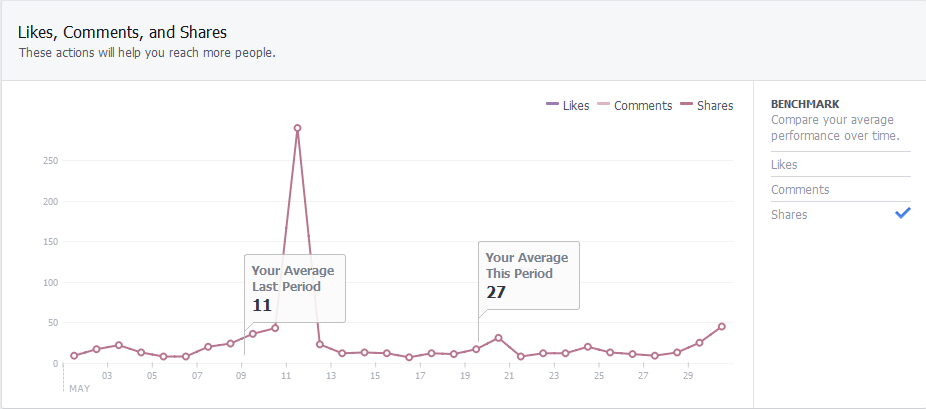 Likes, Comments, and Shares
These actions will help you reach more people.
Likes Comments Shares
250
200
150
100
50
0
Your Average
Last Period
11
Your Average
This Period
27
03 05 07 09 11 13 15 17 19 21 23 25 27 29
MAY
BENCHMARK
Compare your average
performance over time.
Likes
Comments
Shares